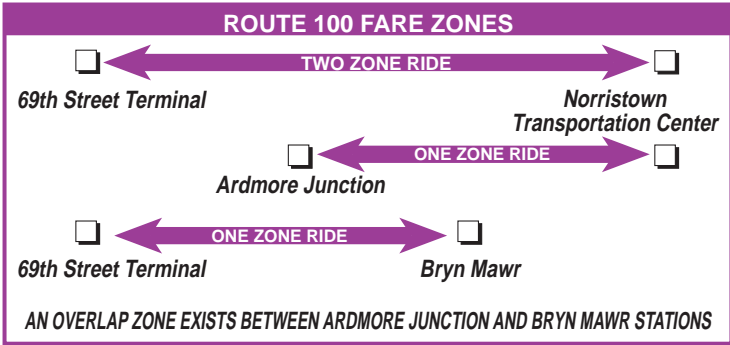 ROUTE 100 FARE ZONES
TWO ZONE RIDE
69th Street Terminal
Norristown
Transportation Center
ONE ZONE RIDE
Ardmore Junction
ONE ZONE RIDE
69th Street Terminal
Bryn Mawr
AN OVERLAP ZONE EXISTS BETWEEN ARDMORE JUNCTION AND BRYN MAWR STATIONS